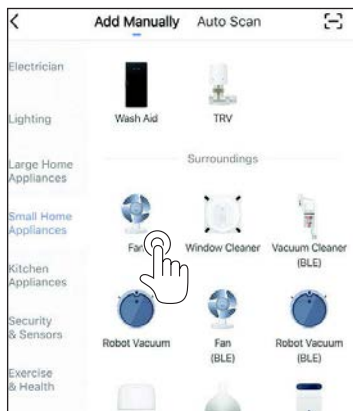 Add Manually Auto Scan
Electrician
Lighting
Large Home
Appliances
Small Home
Appliances
Kitchen
Appliances
Security
& Sensors
Exercise
& Health
Wash Aid TRV
Surroundings
Fan Window Cleaner Vacuum Cleaner
(BLE)
Robot Vacuum Fan
(BLE) Robot Vacuum
(BLE)